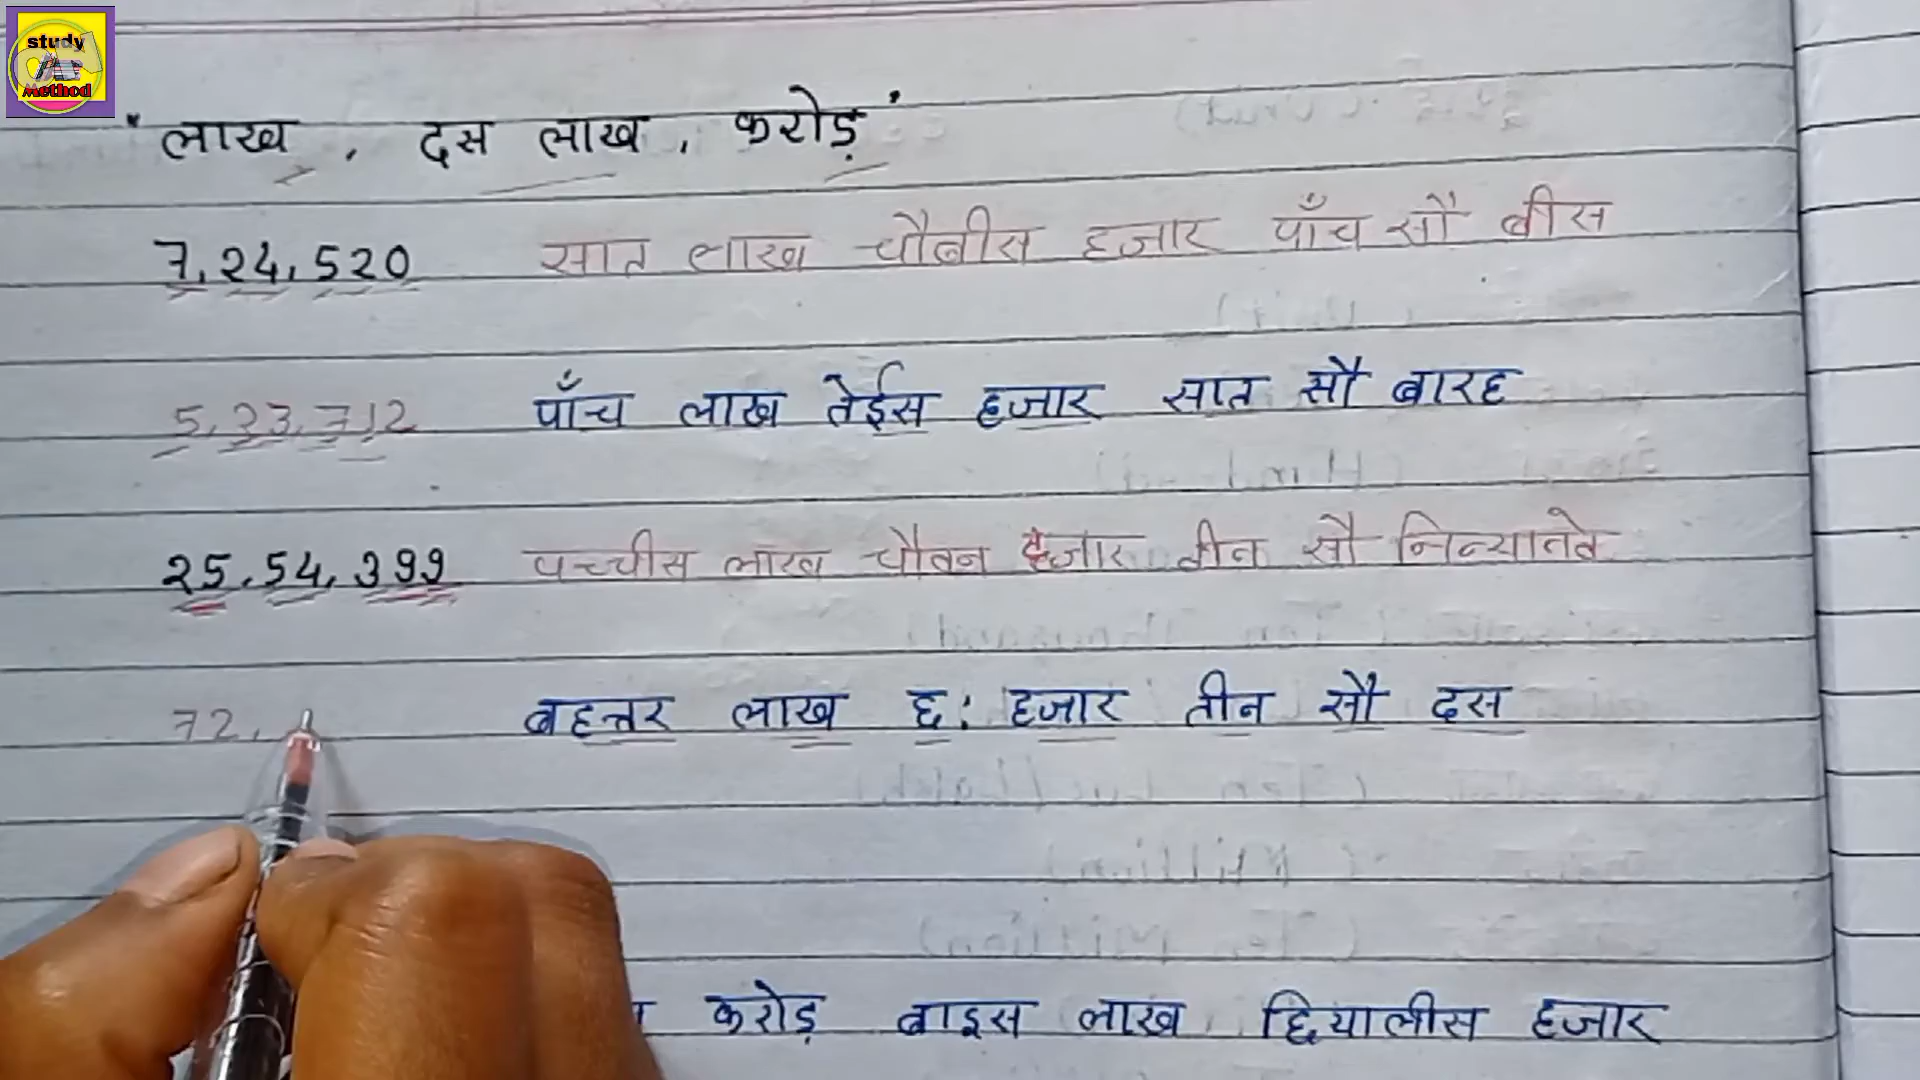 study
Method
" लाख , दस लाख , करोड़ "
7,24,520 सात लाख चौबीस हजार पाँच सौ बीस
5,23,712 पाँच लाख तेईस हजार सात सौ बारह
25,54,399 पच्चीस लाख चौवन हजार तीन सौ निन्यानवे
72, बहत्तर लाख छ: हजार तीन सौ दस
करोड़ बाइस लाख छियालीस हजार